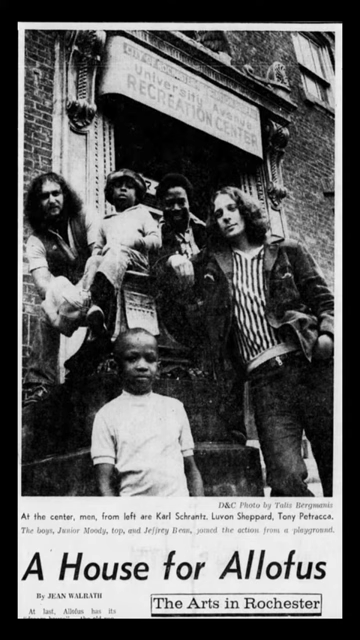 University Avenue
RECREATION CENTER
D&C Photo by Talis Bergmanis
At the center, men, from left are Karl Schrantz, Luvon Sheppard, Tony Petracca.
The boys, Junior Moody, top, and Jeffrey Bean, joined the action from a playground.
A House for Allofus
By JEAN WALRATH
The Arts in Rochester
At last, Allofus has its